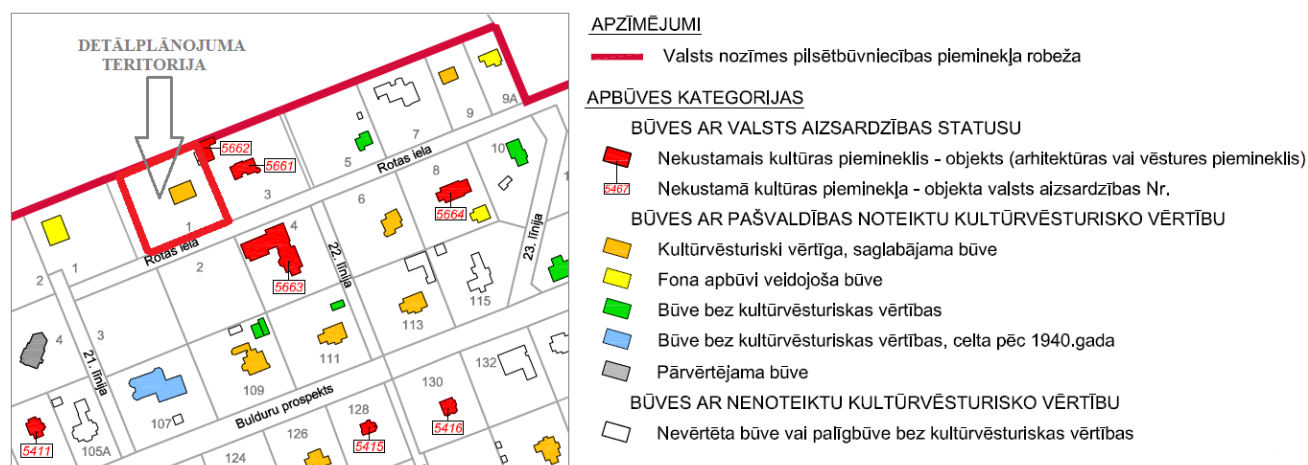 DETĀLPLĀNOJUMA
TERITORIJA
9A
9
7
5662
5661
5
Rotas iela
10
3
8
6
5664
1
1
1
4
2
Rotas iela
2
22. līnija
23. līnija
5663
115
3
4
113
21. līnija
111
109
132
130
Bulduru prospekts
107
128
5416
5411
105A
126
5415
124
APZĪMĒJUMI
Valsts nozīmes pilsētbūvniecības pieminekļa robeža
APBŪVES KATEGORIJAS
BŪVES AR VALSTS AIZSARDZĪBAS STATUSU
Nekustamais kultūras piemineklis - objekts (arhitektūras vai vēstures piemineklis)
5467 Nekustamā kultūras pieminekļa - objekta valsts aizsardzības Nr.
BŪVES AR PAŠVALDĪBAS NOTEIKTU KULTŪRVĒSTURISKO VĒRTĪBU
Kultūrvēsturiski vērtīga, saglabājama būve
Fona apbūvi veidojoša būve
Būve bez kultūrvēsturiskas vērtības
Būve bez kultūrvēsturiskas vērtības, celta pēc 1940.gada
Pārvērtējama būve
BŪVES AR NENOTEIKTU KULTŪRVĒSTURISKO VĒRTĪBU
Nevērtēta būve vai palīgbūve bez kultūrvēsturiskas vērtības